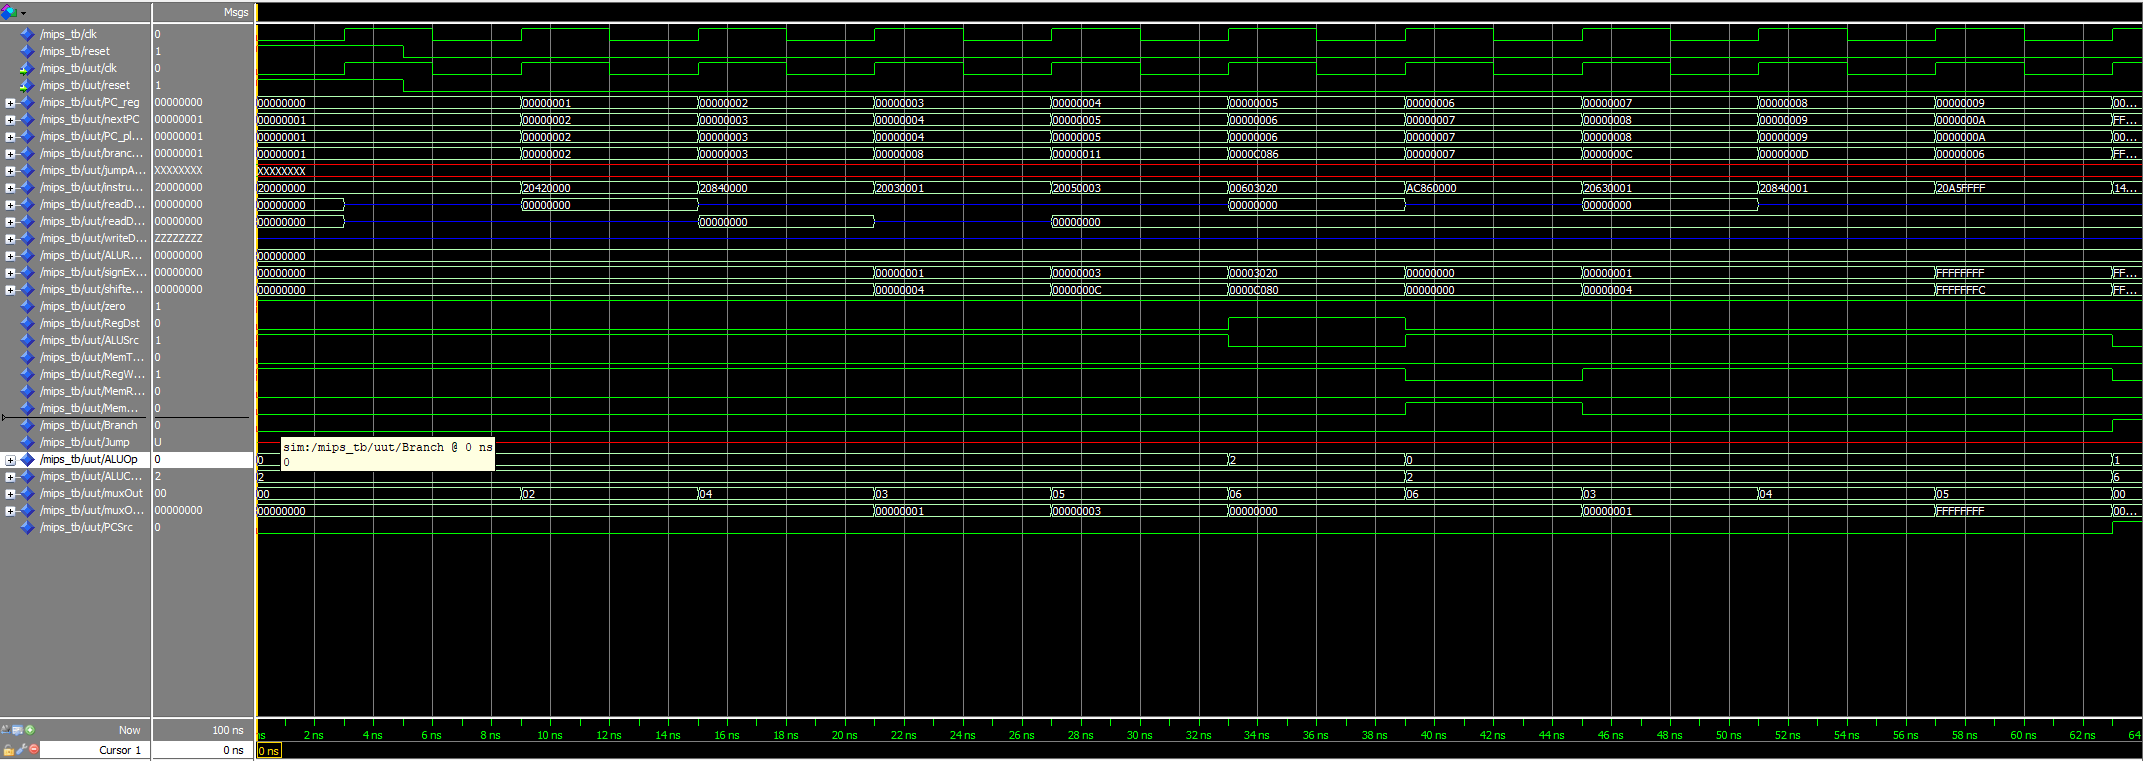 Msgs
/mips_tb/clk 0
/mips_tb/reset 1
/mips_tb/uut/clk 0
/mips_tb/uut/reset 1
/mips_tb/uut/PC_reg 00000000 00000000 00000001 00000002 00000003 00000004 00000005 00000006 00000007 00000008 00000009 00...
/mips_tb/uut/nextPC 00000001 00000001 00000002 00000003 00000004 00000005 00000006 00000007 00000008 00000009 0000000A FF...
/mips_tb/uut/PC_pl... 00000001 00000001 00000002 00000003 00000004 00000005 00000006 00000007 00000008 00000009 0000000A 00...
/mips_tb/uut/branc... 00000001 00000001 00000002 00000003 00000008 00000011 0000C086 00000007 0000000C 0000000D 00000006 FF...
/mips_tb/uut/jumpA... XXXXXXXX XXXXXXXX
/mips_tb/uut/instru... 20000000 20000000 20420000 20840000 20030001 20050003 00603020 AC860000 20630001 20840001 20A5FFFF 14...
/mips_tb/uut/readD... 00000000 00000000 00000000 00000000 00000000
/mips_tb/uut/readD... 00000000 00000000 00000000 00000000
/mips_tb/uut/writeD... ZZZZZZZZ
/mips_tb/uut/ALUR... 00000000 00000000
/mips_tb/uut/signEx... 00000000 00000000 00000001 00000003 00003020 00000000 00000001 FFFFFFFF FF...
/mips_tb/uut/shifte... 00000000 00000000 00000004 0000000C 0000C080 00000000 00000004 FFFFFFFC FF...
/mips_tb/uut/zero 1
/mips_tb/uut/RegDst 0
/mips_tb/uut/ALUSrc 1
/mips_tb/uut/MemT... 0
/mips_tb/uut/RegW... 1
/mips_tb/uut/MemR... 0
/mips_tb/uut/Mem... 0
/mips_tb/uut/Branch 0
/mips_tb/uut/Jump U
sim:/mips_tb/uut/Branch @ 0 ns
0
/mips_tb/uut/ALUOp 0 0 2 0 1
/mips_tb/uut/ALUC... 2 2 2 6
/mips_tb/uut/muxOut 00 00 02 04 03 05 06 06 03 04 05 00
/mips_tb/uut/muxO... 00000000 00000000 00000001 00000003 00000000 00000001 FFFFFFFF 00...
/mips_tb/uut/PCSrc 0
Now 100 ns ns 2 ns 4 ns 6 ns 8 ns 10 ns 12 ns 14 ns 16 ns 18 ns 20 ns 22 ns 24 ns 26 ns 28 ns 30 ns 32 ns 34 ns 36 ns 38 ns 40 ns 42 ns 44 ns 46 ns 48 ns 50 ns 52 ns 54 ns 56 ns 58 ns 60 ns 62 ns 64
Cursor 1 0 ns 0 ns